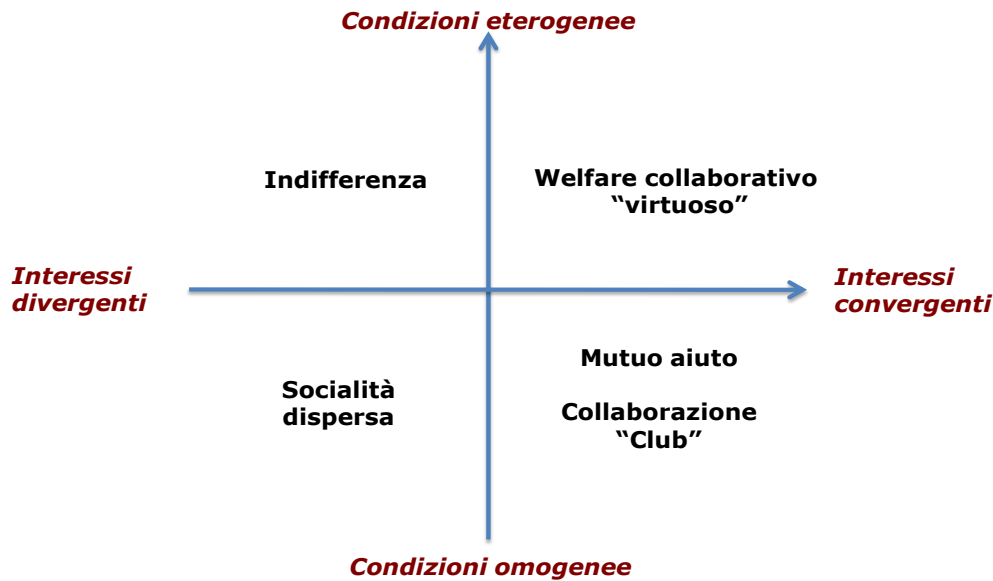 Condizioni eterogenee
Indifferenza
Welfare collaborativo
“virtuoso”
Interessi
divergenti
Interessi
convergenti
Socialità
dispersa
Mutuo aiuto
Collaborazione
“Club”
Condizioni omogenee